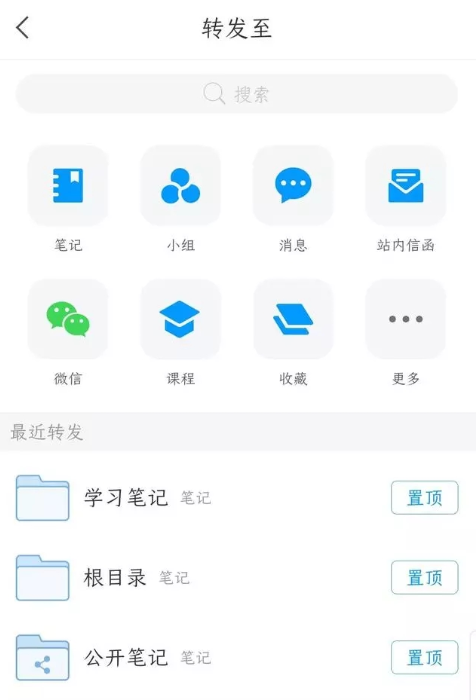 转发至
搜索
笔记 小组 消息 站内信函
微信 课程 收藏 更多
最近转发
学习笔记 笔记 置顶
根目录 笔记 置顶
公开笔记 笔记 置顶